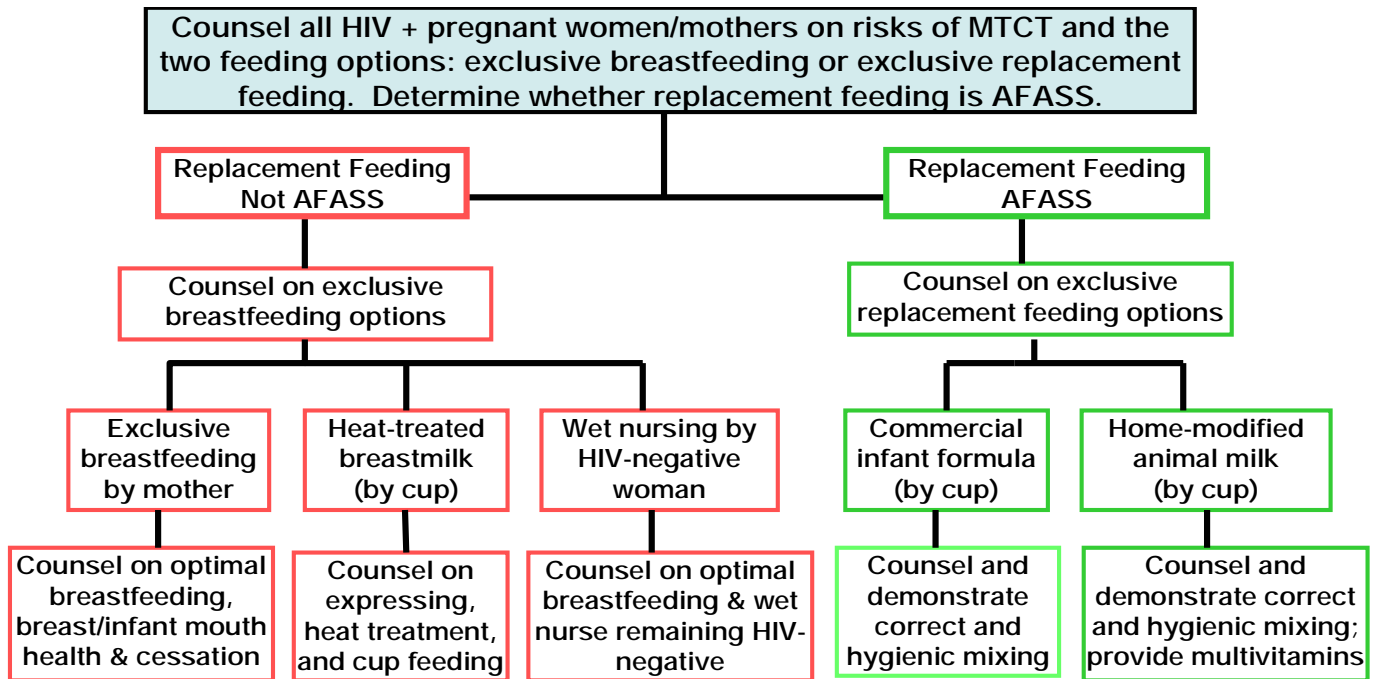 Counsel all HIV + pregnant women/mothers on risks of MTCT and the
two feeding options: exclusive breastfeeding or exclusive replacement
feeding.  Determine whether replacement feeding is AFASS.
Replacement Feeding
Not AFASS
Replacement Feeding
AFASS
Counsel on exclusive
breastfeeding options
Counsel on exclusive
replacement feeding options
Exclusive
breastfeeding
by mother
Heat-treated
breastmilk
(by cup)
Wet nursing by
HIV-negative
woman
Commercial
infant formula
(by cup)
Home-modified
animal milk
(by cup)
Counsel on optimal
breastfeeding,
breast/infant mouth
health & cessation
Counsel on
expressing,
heat treatment,
and cup feeding
Counsel on optimal
breastfeeding & wet
nurse remaining HIV-
negative
Counsel and
demonstrate
correct and
hygienic mixing
Counsel and
demonstrate correct
and hygienic mixing;
provide multivitamins